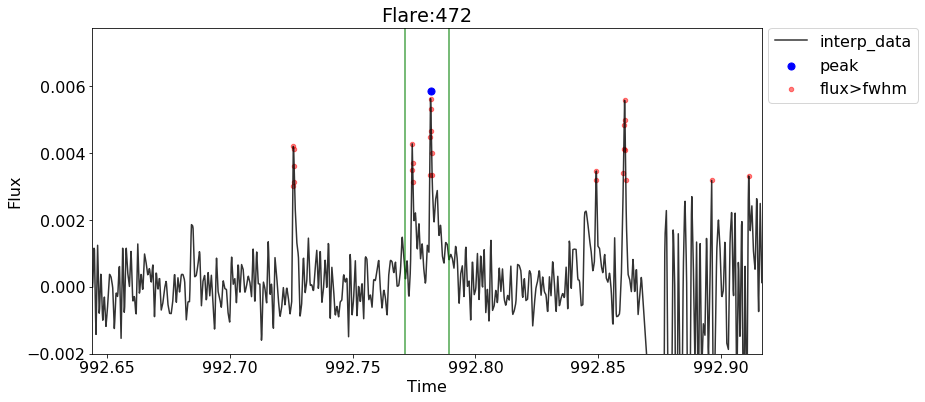 Flare:472
interp_data
peak
flux>fwhm
Flux
0.006
0.004
0.002
0.000
−0.002
992.65 992.70 992.75 992.80 992.85 992.90
Time